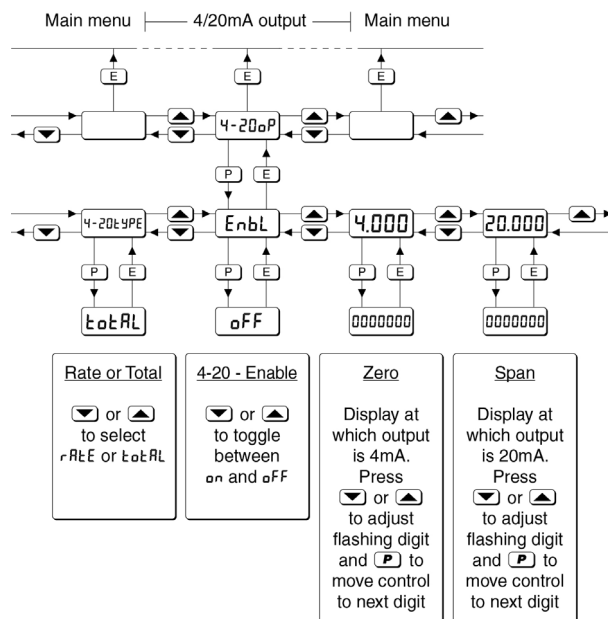 Main menu 4/20mA output Main menu
E E E
4-20oP
P E
4-20tYPE EnbL 4.000 20.000
P E P E P E P E
totAL oFF 0000000 0000000
Rate or Total
or
to select
rAtE or totAL
4-20 - Enable
or
to toggle
between
on and oFF
Zero
Display at
which output
is 4mA.
Press
or
to adjust
flashing digit
and P to
move control
to next digit
Span
Display at
which output
is 20mA.
Press
or
to adjust
flashing digit
and P to
move control
to next digit